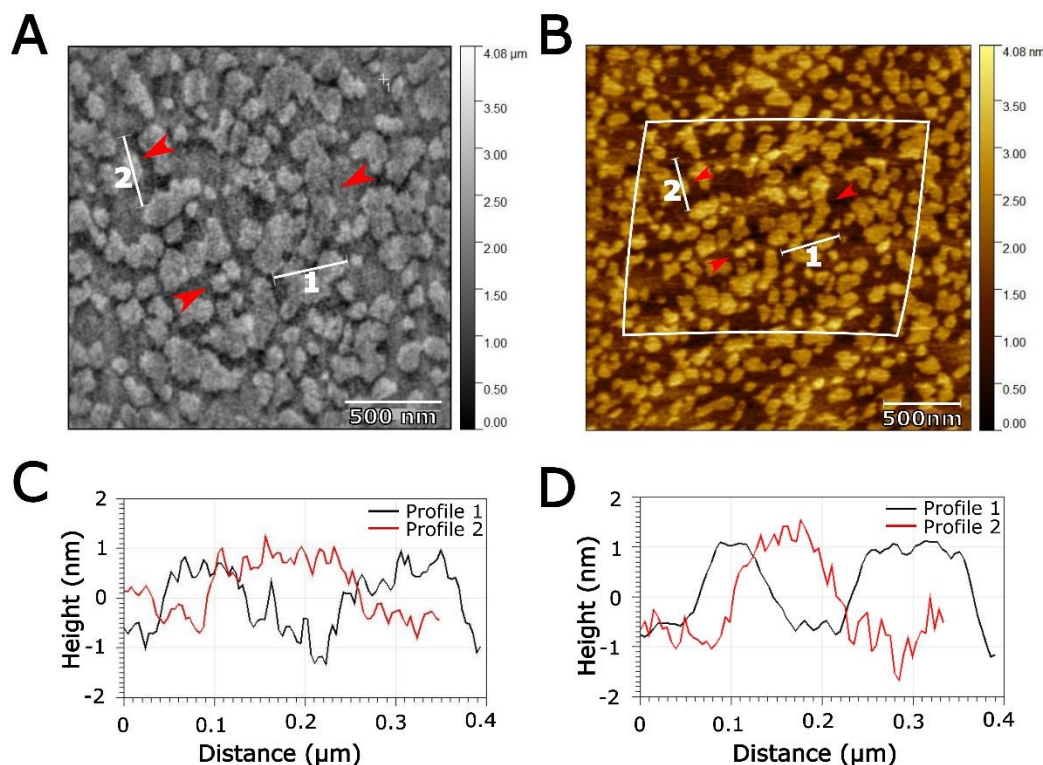 A
4.08 µm
3.50
3.00
2.50
2.00
1.50
1.00
0.50
0.00
1
2
1
500 nm
B
4.08 nm
3.50
3.00
2.50
2.00
1.50
1.00
0.50
0.00
2
1
500nm
C
Profile 1
Profile 2
Height (nm)
2
1
0
-1
-2
0
0.1
0.2
0.3
0.4
Distance (µm)
D
Profile 1
Profile 2
Height (nm)
2
1
0
-1
-2
0
0.1
0.2
0.3
0.4
Distance (µm)